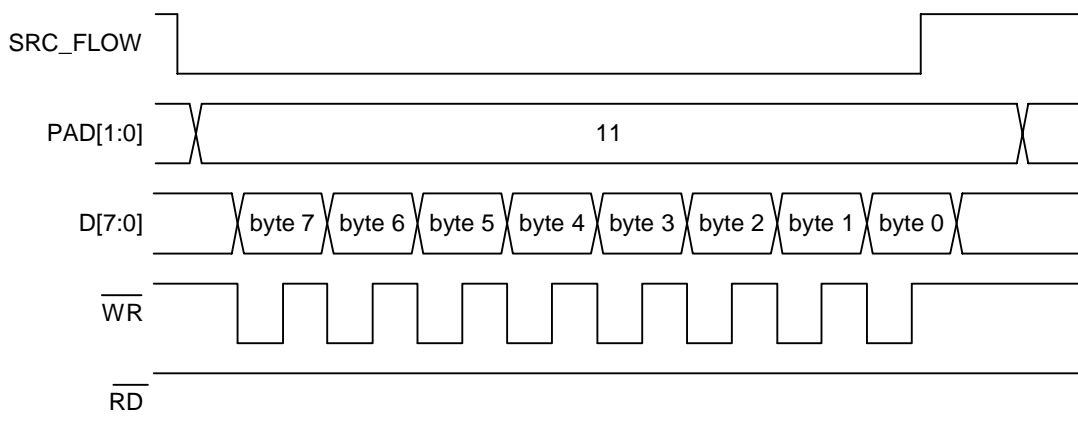 SRC_FLOW
PAD[1:0] 11
D[7:0] byte 7 byte 6 byte 5 byte 4 byte 3 byte 2 byte 1 byte 0
WR
RD